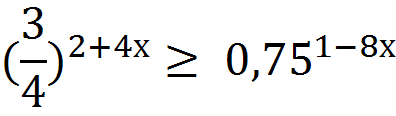 (3/4)^{2+4x} ≥ 0,75^{1−8x}